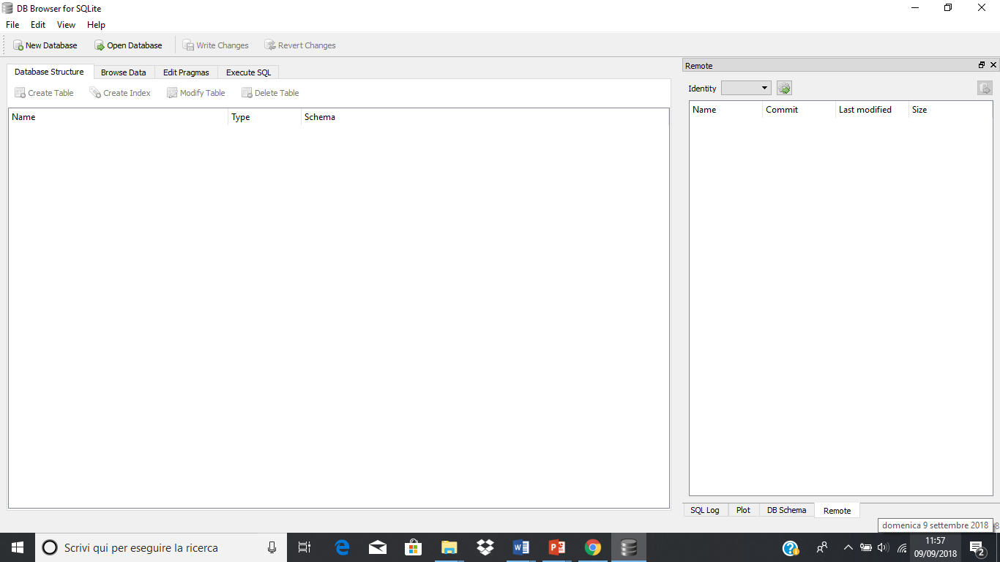 DB Browser for SQLite
File Edit View Help
New Database Open Database Write Changes Revert Changes
Database Structure Browse Data Edit Pragmas Execute SQL
Create Table Create Index Modify Table Delete Table
Name Type Schema
Remote
Identity
Name Commit Last modified Size
SQL Log Plot DB Schema Remote
domenica 9 settembre 2018
Scrivi qui per eseguire la ricerca
11:57
09/09/2018
2